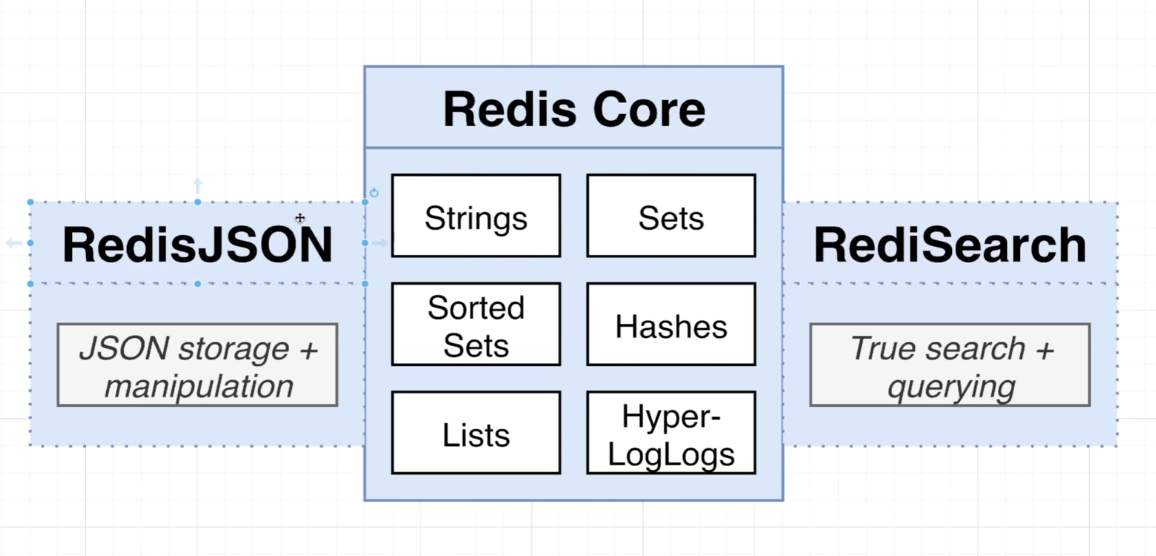 Redis Core
Strings
Sets
RedisJSON
RediSearch
Sorted
Sets
Hashes
JSON storage +
manipulation
True search +
querying
Lists
Hyper-
LogLogs